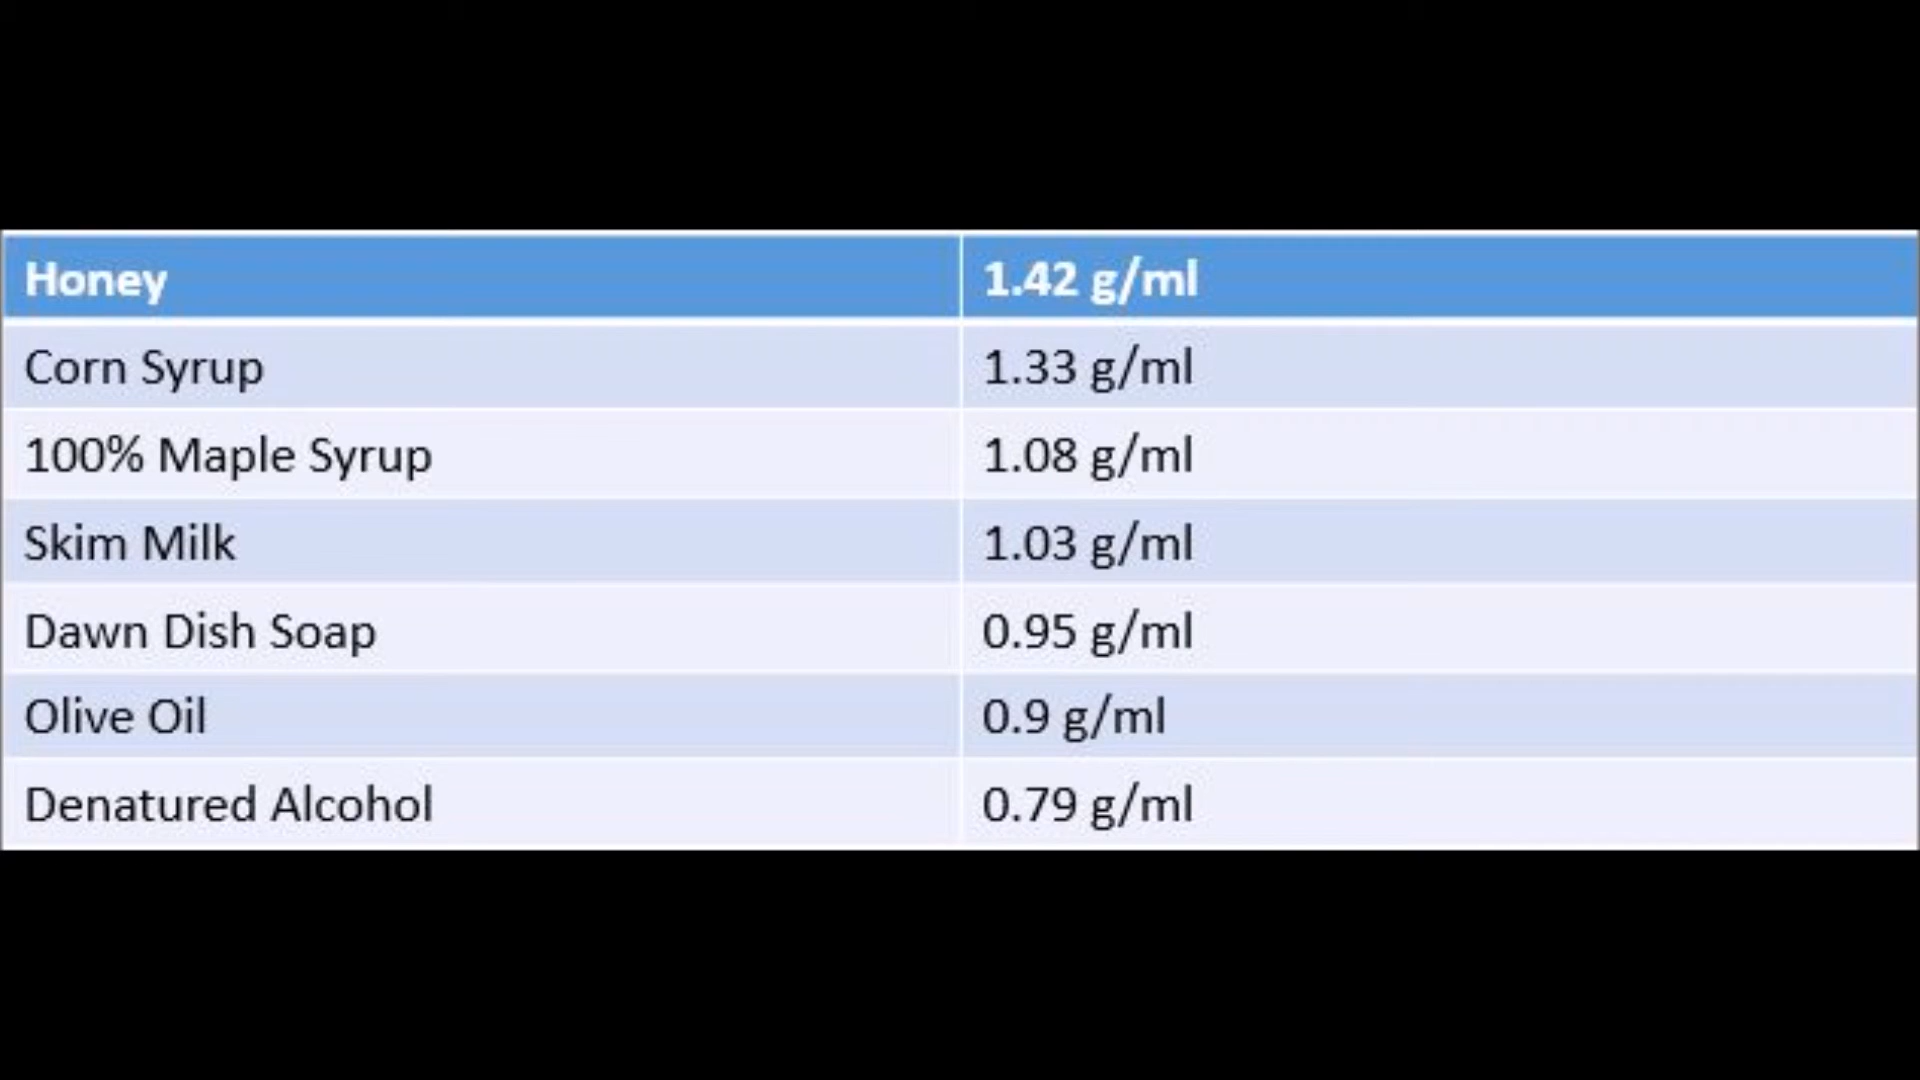 Honey 1.42 g/ml
Corn Syrup 1.33 g/ml
100% Maple Syrup 1.08 g/ml
Skim Milk 1.03 g/ml
Dawn Dish Soap 0.95 g/ml
Olive Oil 0.9 g/ml
Denatured Alcohol 0.79 g/ml